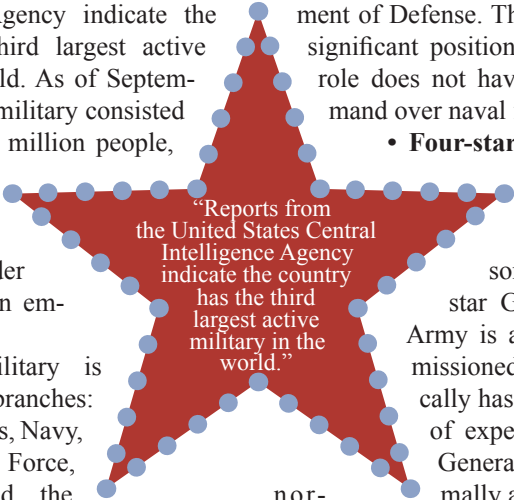 gency indicate the
hird largest active
ld. As of Septem-
military consisted
million people,
der
n em-
litary is
branches:
s, Navy,
Force,
d the
“Reports from
the United States Central
Intelligence Agency
indicate the country
has the third
largest active
military in the
world.”
nor-
ment of Defense. Th
significant position
role does not hav
mand over naval
• Four-star
som
star G
Army is a
missioned
cally has
of expe
Genera
mally a